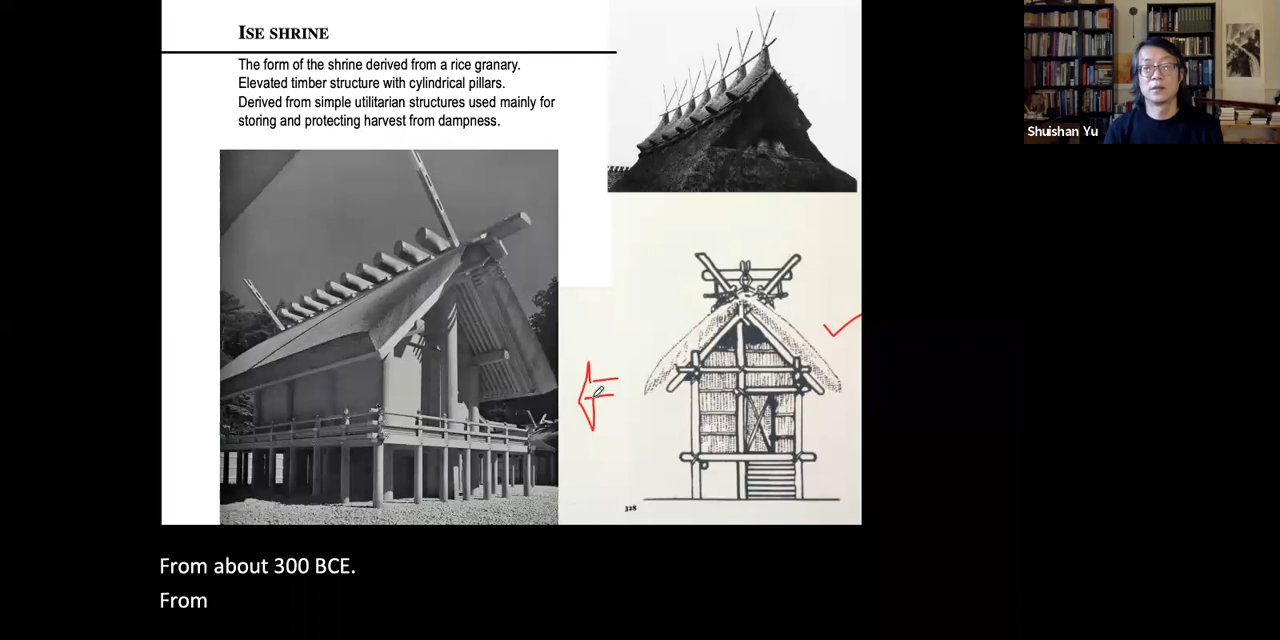 ISE SHRINE
The form of the shrine derived from a rice granary.
Elevated timber structure with cylindrical pillars.
Derived from simple utilitarian structures used mainly for
storing and protecting harvest from dampness.
Shuishan Yu
328
From about 300 BCE.
From